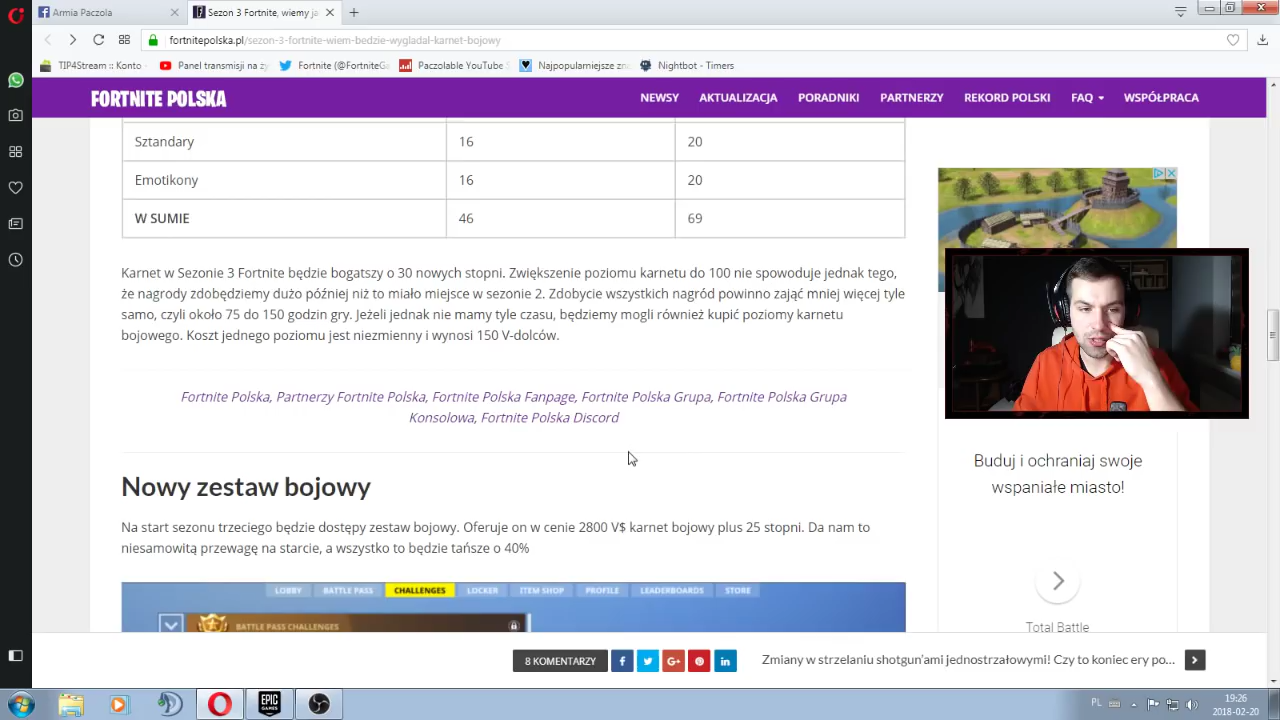 Armia Paczola
Sezon 3 Fortnite, wiemy je
fortnitepolska.pl/sezon-3-fortnite-wiem-bedzie-wygladal-karnet-bojowy
TIP4Stream :: Konto
Panel transmisji na ży
Fortnite (@FortniteGa
Paczolable YouTube S
Najpopularniejsze zna
Nightbot - Timers
FORTNITE POLSKA
NEWSY
AKTUALIZACJA
PORADNIKI
PARTNERZY
REKORD POLSKI
FAQ
WSPÓŁPRACA
Sztandary 16 20
Emotikony 16 20
W SUMIE 46 69
Karnet w Sezonie 3 Fortnite będzie bogatszy o 30 nowych stopni. Zwiększenie poziomu karnetu do 100 nie spowoduje jednak tego,
że nagrody zdobędziemy dużo później niż to miało miejsce w sezonie 2. Zdobycie wszystkich nagród powinno zająć mniej więcej tyle
samo, czyli około 75 do 150 godzin gry. Jeżeli jednak nie mamy tyle czasu, będziemy mogli również kupić poziomy karnetu
bojowego. Koszt jednego poziomu jest niezmienny i wynosi 150 V-dolców.
Fortnite Polska, Partnerzy Fortnite Polska, Fortnite Polska Fanpage, Fortnite Polska Grupa, Fortnite Polska Grupa
Konsolowa, Fortnite Polska Discord
Nowy zestaw bojowy
Na start sezonu trzeciego będzie dostępy zestaw bojowy. Oferuje on w cenie 2800 V$ karnet bojowy plus 25 stopni. Da nam to
niesamowitą przewagę na starcie, a wszystko to będzie tańsze o 40%
LOBBY
BATTLE PASS
CHALLENGES
LOCKER
ITEM SHOP
PROFILE
LEADERBOARDS
STORE
BATTLE PASS CHALLENGES
Buduj i ochraniaj swoje
wspaniałe miasto!
Total Battle
8 KOMENTARZY
Zmiany w strzelaniu shotgun'ami jednostrzałowymi! Czy to koniec ery po...
EPIC
GAMES
PL
19:26
2018-02-20